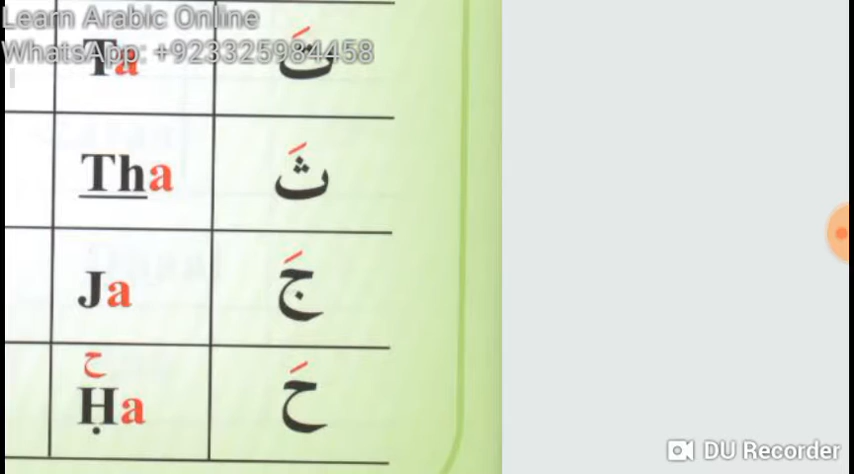 Learn Arabic Online
WhatsApp: +923325984458
Ta تَ
Tha ثَ
Ja جَ
ح
Ḥa حَ
DU Recorder